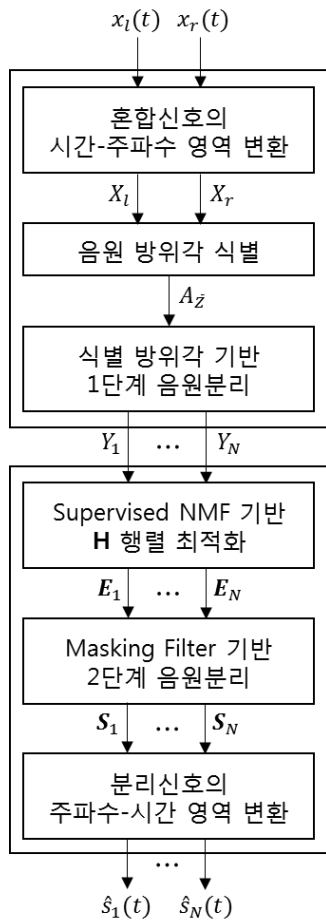 x_l(t) x_r(t)
혼합신호의
시간-주파수 영역 변환
X_l X_r
음원 방위각 식별
A_Z̃
식별 방위각 기반
1단계 음원분리
Y_1 … Y_N
Supervised NMF 기반
H 행렬 최적화
E_1 … E_N
Masking Filter 기반
2단계 음원분리
S_1 … S_N
분리신호의
주파수-시간 영역 변환
…
ŝ_1(t) ŝ_N(t)